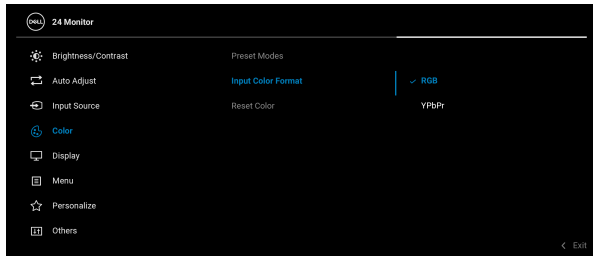 DELL 24 Monitor
Brightness/Contrast Preset Modes
Auto Adjust Input Color Format RGB
Input Source Reset Color YPbPr
Color
Display
Menu
Personalize
Others
Exit